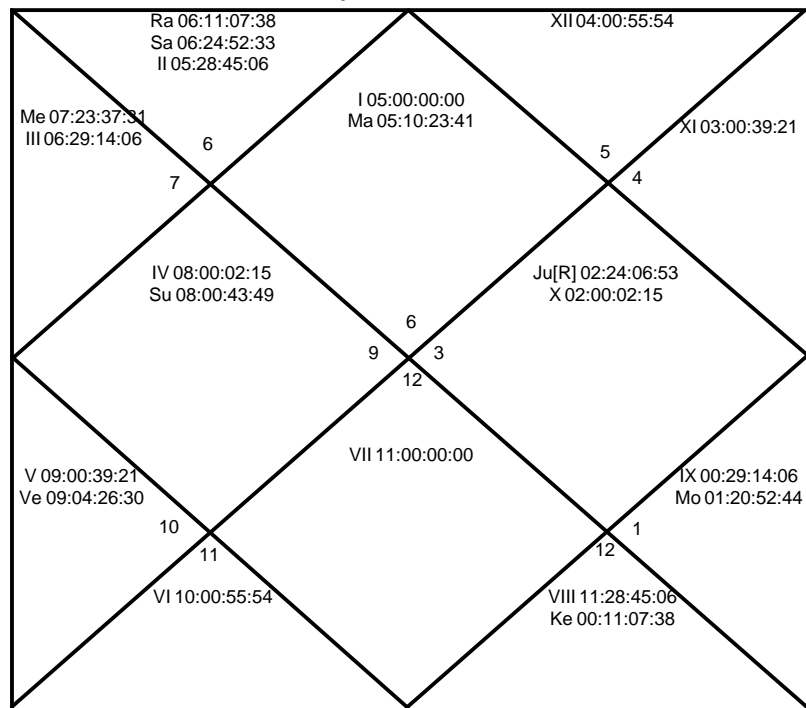 Ra 06:11:07:38
Sa 06:24:52:33
II 05:28:45:06
XII 04:00:55:54
I 05:00:00:00
Ma 05:10:23:41
Me 07:23:37:31
III 06:29:14:06
XI 03:00:39:21
6
5
7
4
IV 08:00:02:15
Su 08:00:43:49
Ju[R] 02:24:06:53
X 02:00:02:15
6
9
3
12
VII 11:00:00:00
V 09:00:39:21
Ve 09:04:26:30
IX 00:29:14:06
Mo 01:20:52:44
10
1
11
12
VI 10:00:55:54
VIII 11:28:45:06
Ke 00:11:07:38